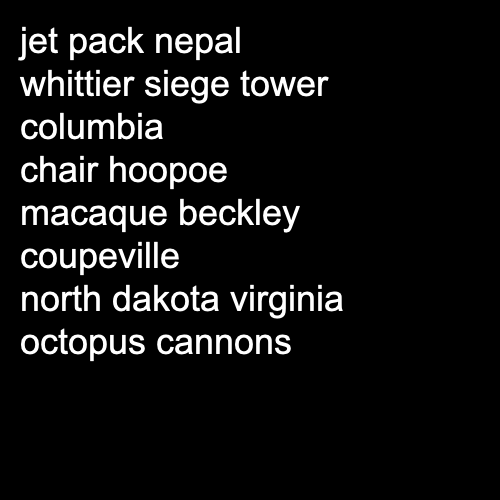 jet pack nepal
whittier siege tower
columbia
chair hoopoe
macaque beckley
coupeville
north dakota virginia
octopus cannons